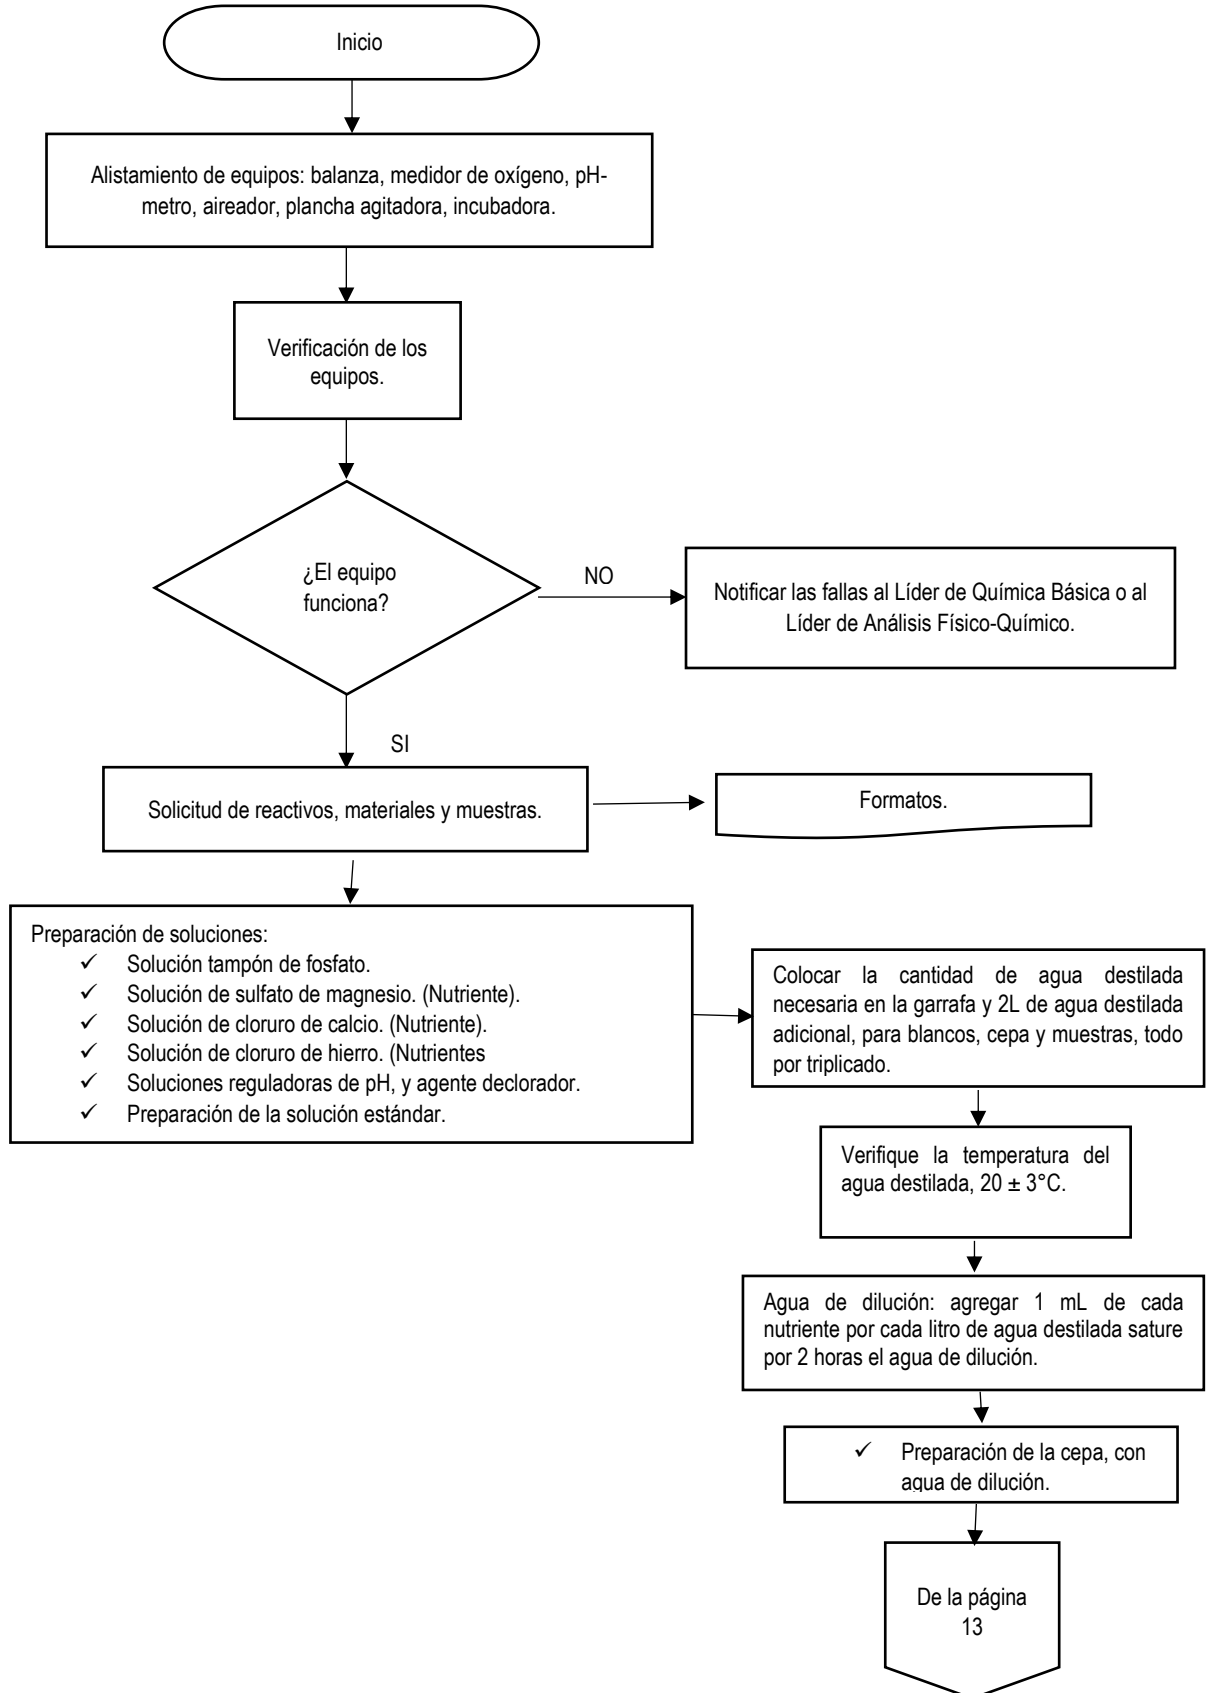 Inicio
Alistamiento de equipos: balanza, medidor de oxígeno, pH-
metro, aireador, plancha agitadora, incubadora.
Verificación de los
equipos.
¿El equipo
funciona?
NO
Notificar las fallas al Líder de Química Básica o al
Líder de Análisis Físico-Químico.
SI
Solicitud de reactivos, materiales y muestras.
Formatos.
Preparación de soluciones:
✓ Solución tampón de fosfato.
✓ Solución de sulfato de magnesio. (Nutriente).
✓ Solución de cloruro de calcio. (Nutriente).
✓ Solución de cloruro de hierro. (Nutrientes
✓ Soluciones reguladoras de pH, y agente declorador.
✓ Preparación de la solución estándar.
Colocar la cantidad de agua destilada
necesaria en la garrafa y 2L de agua destilada
adicional, para blancos, cepa y muestras, todo
por triplicado.
Verifique la temperatura del
agua destilada, 20 ± 3°C.
Agua de dilución: agregar 1 mL de cada
nutriente por cada litro de agua destilada sature
por 2 horas el agua de dilución.
✓ Preparación de la cepa, con
agua de dilución.
De la página
13